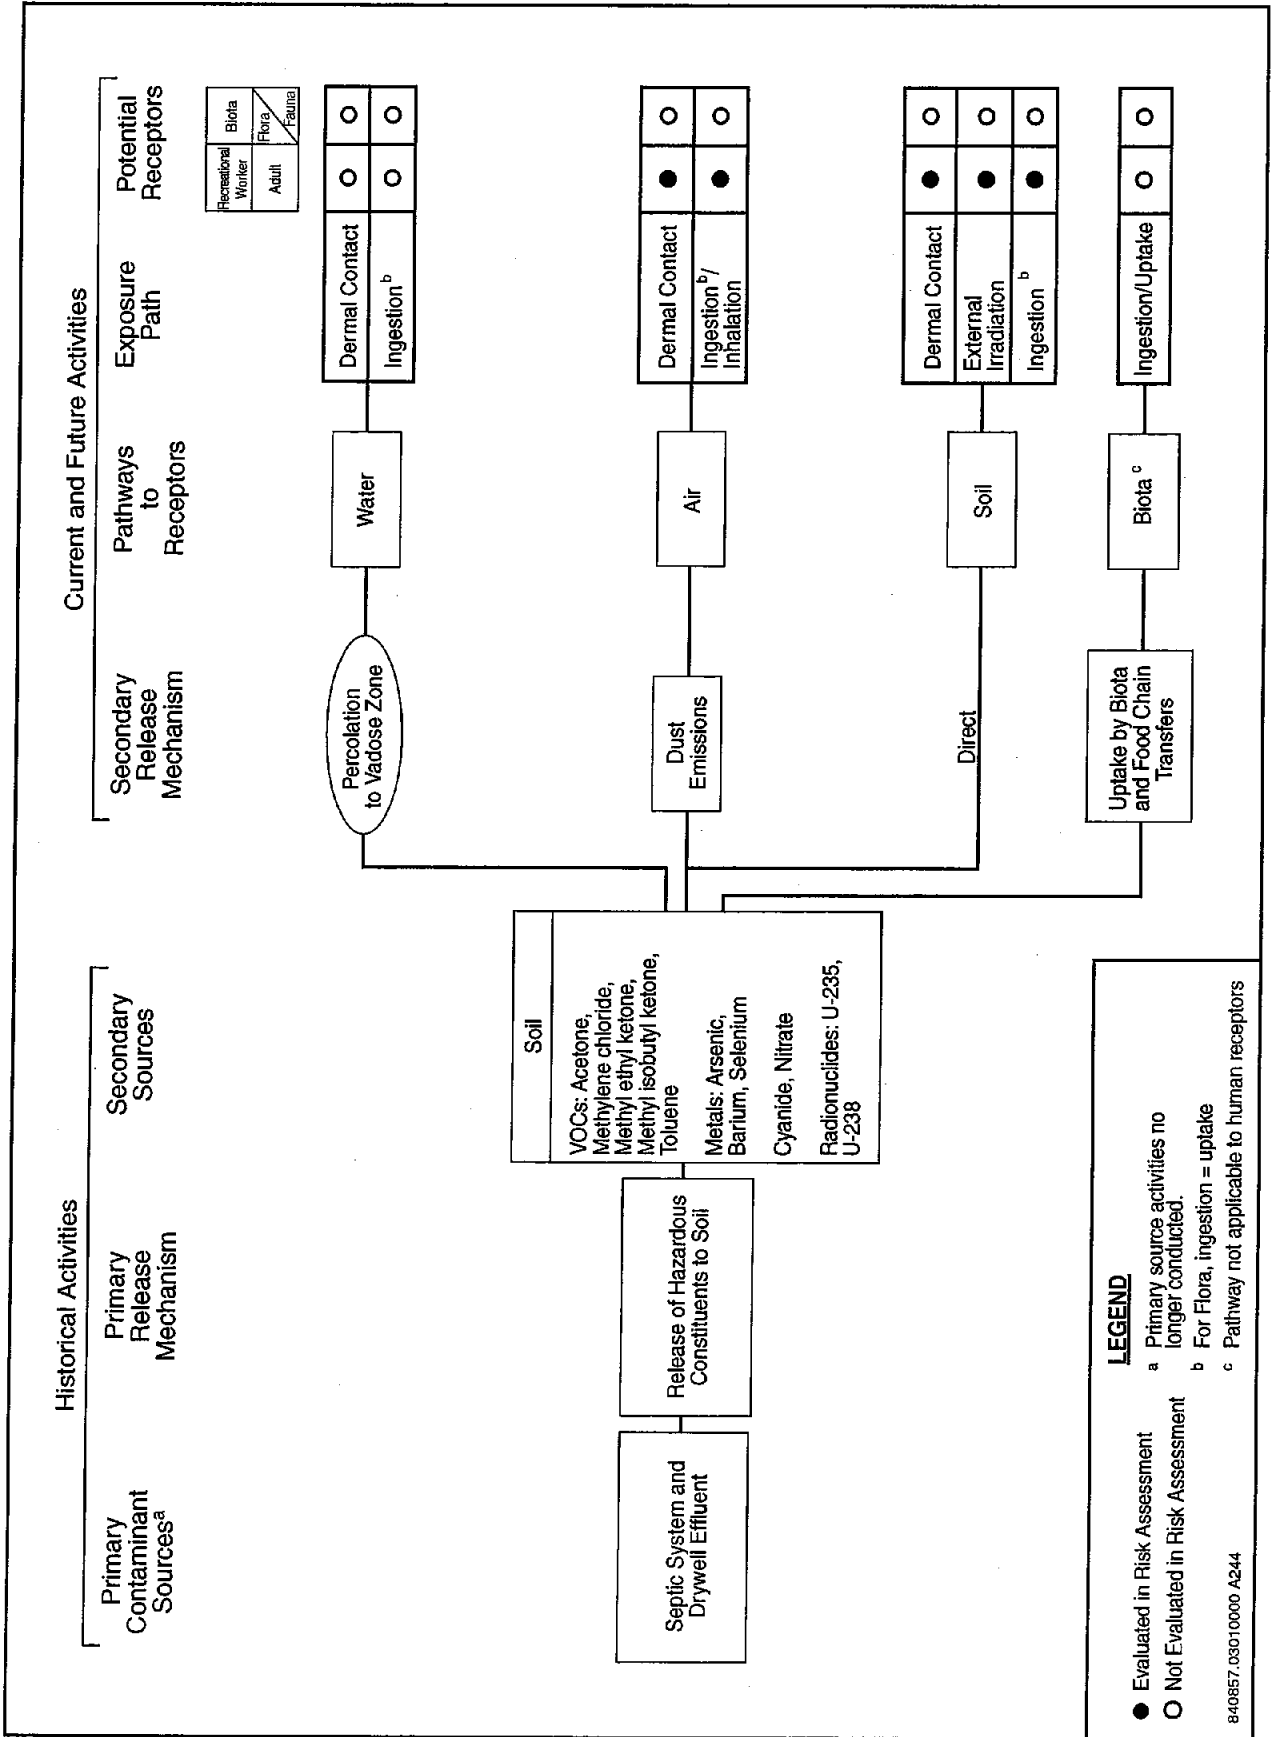 Historical Activities
Current and Future Activities
Primary
Contaminant
Sources a
Primary
Release
Mechanism
Secondary
Sources
Secondary
Release
Mechanism
Pathways
to
Receptors
Exposure
Path
Potential
Receptors
Recreational
Worker
Biota
Adult
Flora
Fauna
Septic System and
Drywell Effluent
Release of Hazardous
Constituents to Soil
Soil
VOCs: Acetone,
Methylene chloride,
Methyl ethyl ketone,
Methyl isobutyl ketone,
Toluene
Metals: Arsenic,
Barium, Selenium
Cyanide, Nitrate
Radionuclides: U-235,
U-238
Percolation
to Vadose Zone
Water
Dermal Contact
Ingestion b
Dust
Emissions
Air
Dermal Contact
Ingestion b/
Inhalation
Direct
Soil
Dermal Contact
External
Irradiation
Ingestion b
Uptake by Biota
and Food Chain
Transfers
Biota c
Ingestion/Uptake
LEGEND
● Evaluated in Risk Assessment
O Not Evaluated in Risk Assessment
a Primary source activities no
longer conducted.
b For Flora, ingestion = uptake
c Pathway not applicable to human receptors
840857.03010000 A244